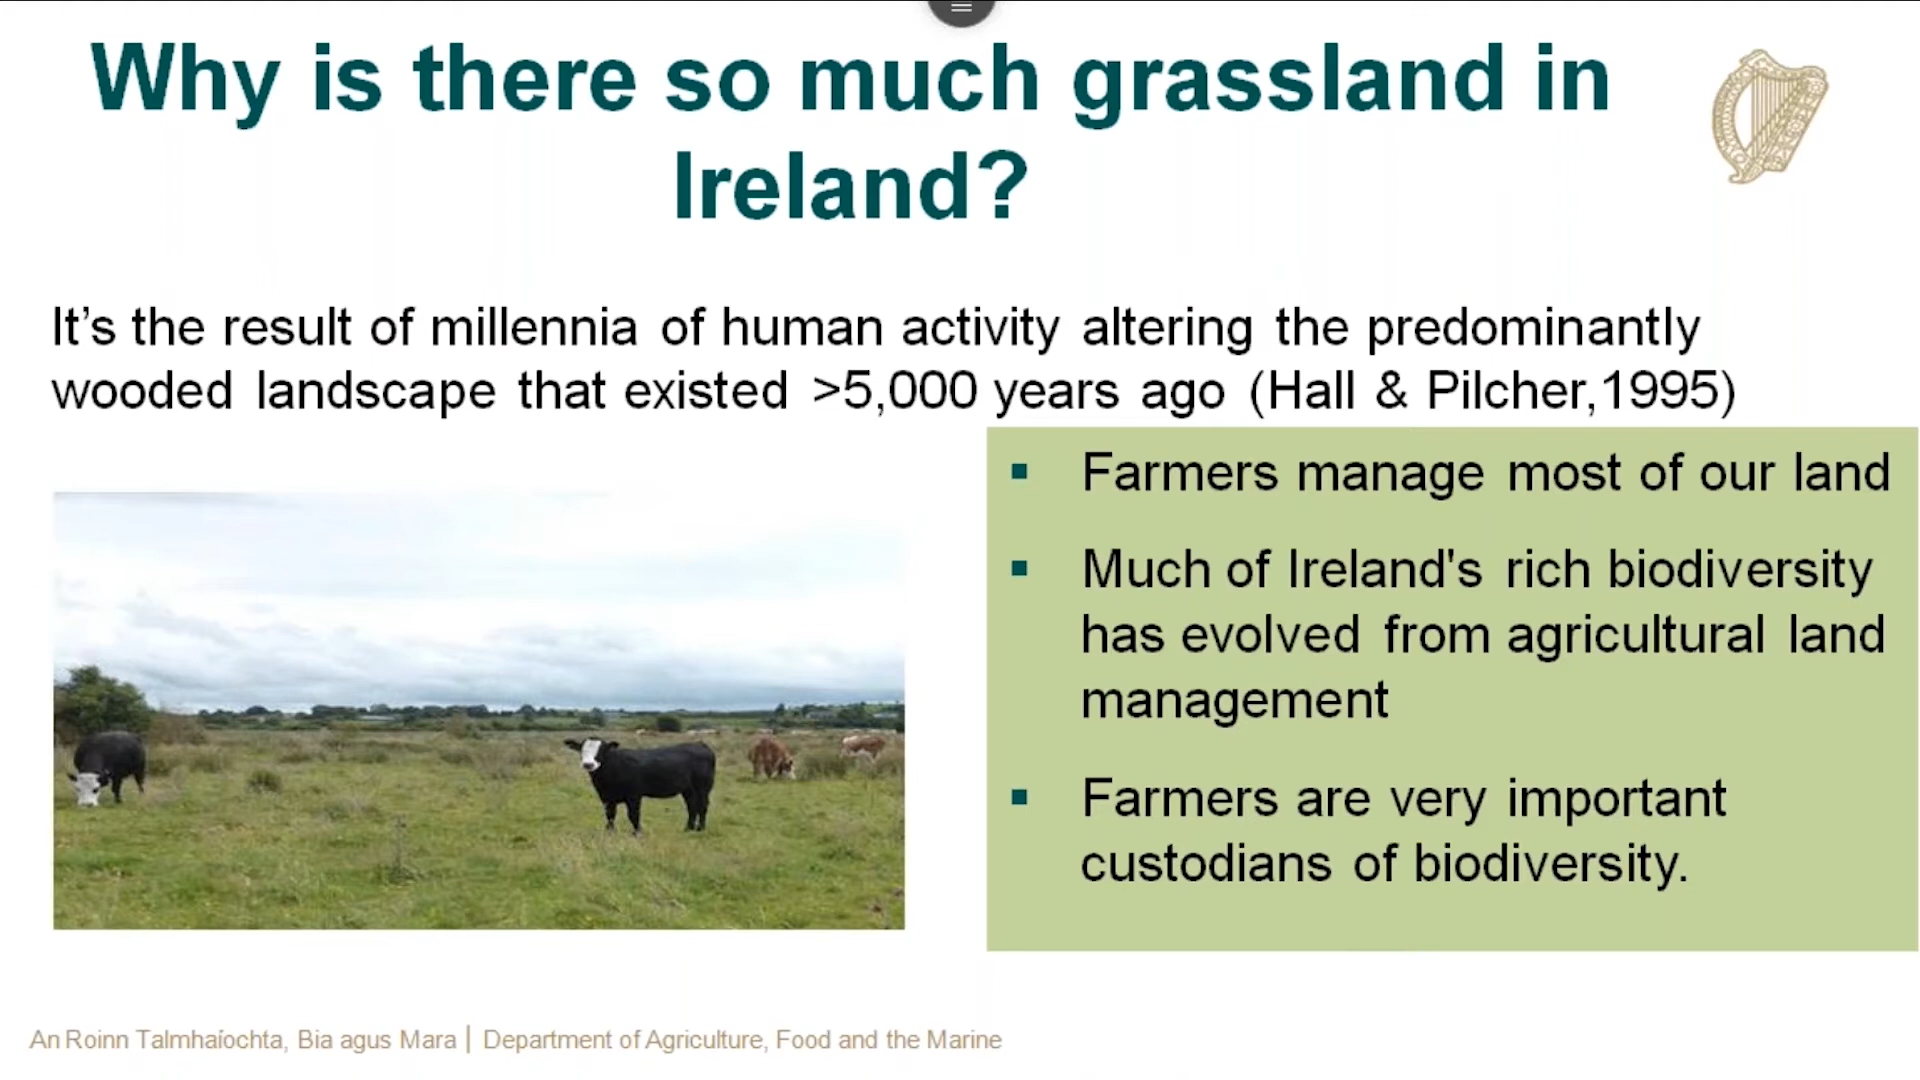 Why is there so much grassland in
Ireland?
It’s the result of millennia of human activity altering the predominantly
wooded landscape that existed >5,000 years ago (Hall & Pilcher,1995)
▪ Farmers manage most of our land
▪ Much of Ireland's rich biodiversity
has evolved from agricultural land
management
▪ Farmers are very important
custodians of biodiversity.
An Roinn Talmhaíochta, Bia agus Mara | Department of Agriculture, Food and the Marine